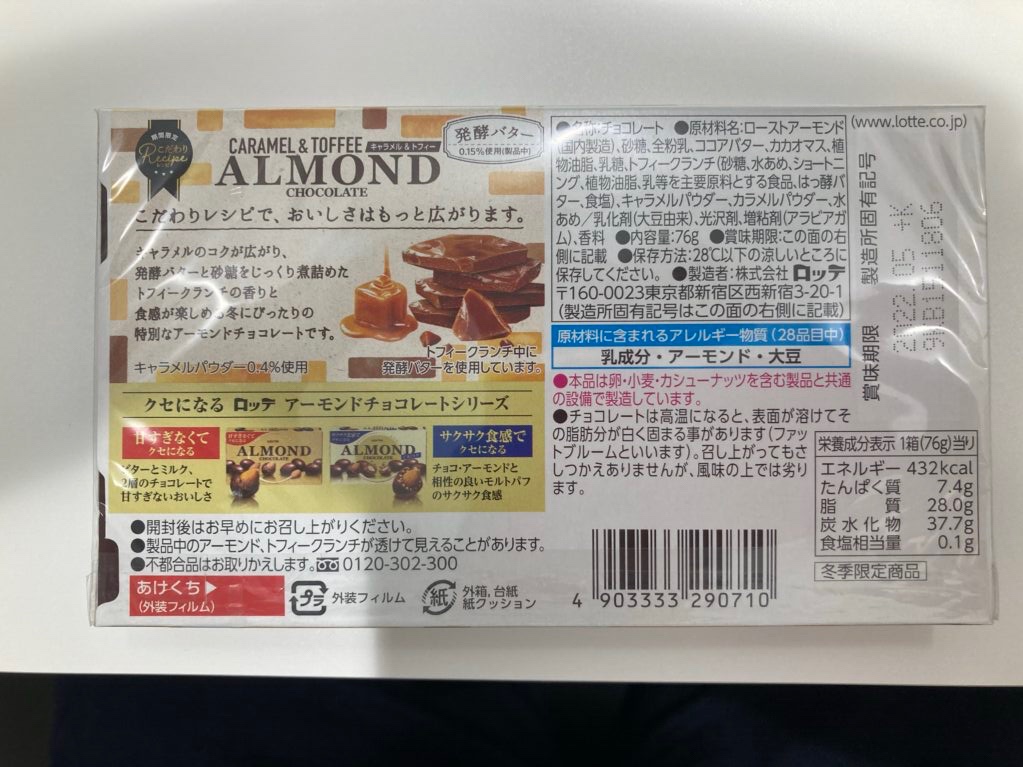 期間限定
こだわり
Recipe
レシピ
CARAMEL & TOFFEE
キャラメル & トフィー
ALMOND
CHOCOLATE
発酵バター
0.15%使用(製品中)
こだわりレシピで、おいしさはもっと広がります。
キャラメルのコクが広がり、
発酵バターと砂糖をじっくり煮詰めた
トフィークランチの香りと
食感が楽しめる冬にぴったりの
特別なアーモンドチョコレートです。
キャラメルパウダー0.4%使用
トフィークランチ中に
発酵バターを使用しています。
クセになる ロッテ アーモンドチョコレートシリーズ
甘すぎなくて
クセになる
ビターとミルク、
2層のチョコレートで
甘すぎないおいしさ
ALMOND
CHOCOLATE
ALMOND
CHOCOLATE
サクサク食感で
クセになる
チョコ・アーモンドと
相性の良いモルトパフ
のサクサク食感
●開封後はお早めにお召し上がりください。
●製品中のアーモンド、トフィークランチが透けて見えることがあります。
●不都合品はお取りかえします。0120-302-300
あけくち▶
(外装フィルム)
プラ
外装フィルム
紙
外箱、台紙
紙クッション
●名称:チョコレート ●原材料名:ローストアーモンド
(国内製造)、砂糖、全粉乳、ココアバター、カカオマス、植
物油脂、乳糖、トフィークランチ(砂糖、水あめ、ショートニ
ング、植物油脂、乳等を主要原料とする食品、はっ酵バ
ター、食塩)、キャラメルパウダー、カラメルパウダー、水
あめ/乳化剤(大豆由来)、光沢剤、増粘剤(アラビアガ
ム)、香料 ●内容量:76g ●賞味期限:この面の右
側に記載 ●保存方法:28℃以下の涼しいところに
保存してください。 ●製造者:株式会社 ロッテ
〒160-0023東京都新宿区西新宿3-20-1
(製造所固有記号はこの面の右側に記載)
原材料に含まれるアレルギー物質(28品目中)
乳成分・アーモンド・大豆
●本品は卵・小麦・カシューナッツを含む製品と共通
の設備で製造しています。
●チョコレートは高温になると、表面が溶けてそ
の脂肪分が白く固まる事があります(ファッ
トブルームといいます)。召し上がってもさ
しつかえありませんが、風味の上では劣り
ます。
4 903333 290710
(www.lotte.co.jp)
賞味期限 製造所固有記号
2022.05
栄養成分表示 1箱(76g)当り
エネルギー 432kcal
たんぱく質 7.4g
脂質 28.0g
炭水化物 37.7g
食塩相当量 0.1g
冬季限定商品